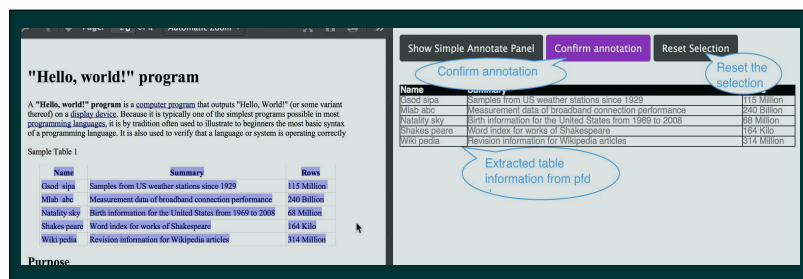 Automatic Zoom
"Hello, world!" program
A "Hello, world!" program is a computer program that outputs "Hello, World!" (or some variant
thereof) on a display device. Because it is typically one of the simplest programs possible in most
programming languages, it is by tradition often used to illustrate to beginners the most basic syntax
of a programming language. It is also used to verify that a language or system is operating correctly
Sample Table 1
Name Summary Rows
Gsod sipa Samples from US weather stations since 1929 115 Million
Mlab abc Measurement data of broadband connection performance 240 Billion
Natality sky Birth information for the United States from 1969 to 2008 68 Million
Shakes peare Word index for works of Shakespeare 164 Kilo
Wiki pedia Revision information for Wikipedia articles 314 Million
Purpose
Show Simple Annotate Panel Confirm annotation Reset Selection
Confirm annotation
Reset the
selection
Name Summary
Gsod sipa Samples from US weather stations since 1929 115 Million
Mlab abc Measurement data of broadband connection performance 240 Billion
Natality sky Birth information for the United States from 1969 to 2008 68 Million
Shakes peare Word index for works of Shakespeare 164 Kilo
Wiki pedia Revision information for Wikipedia articles 314 Million
Extracted table
information from pfd